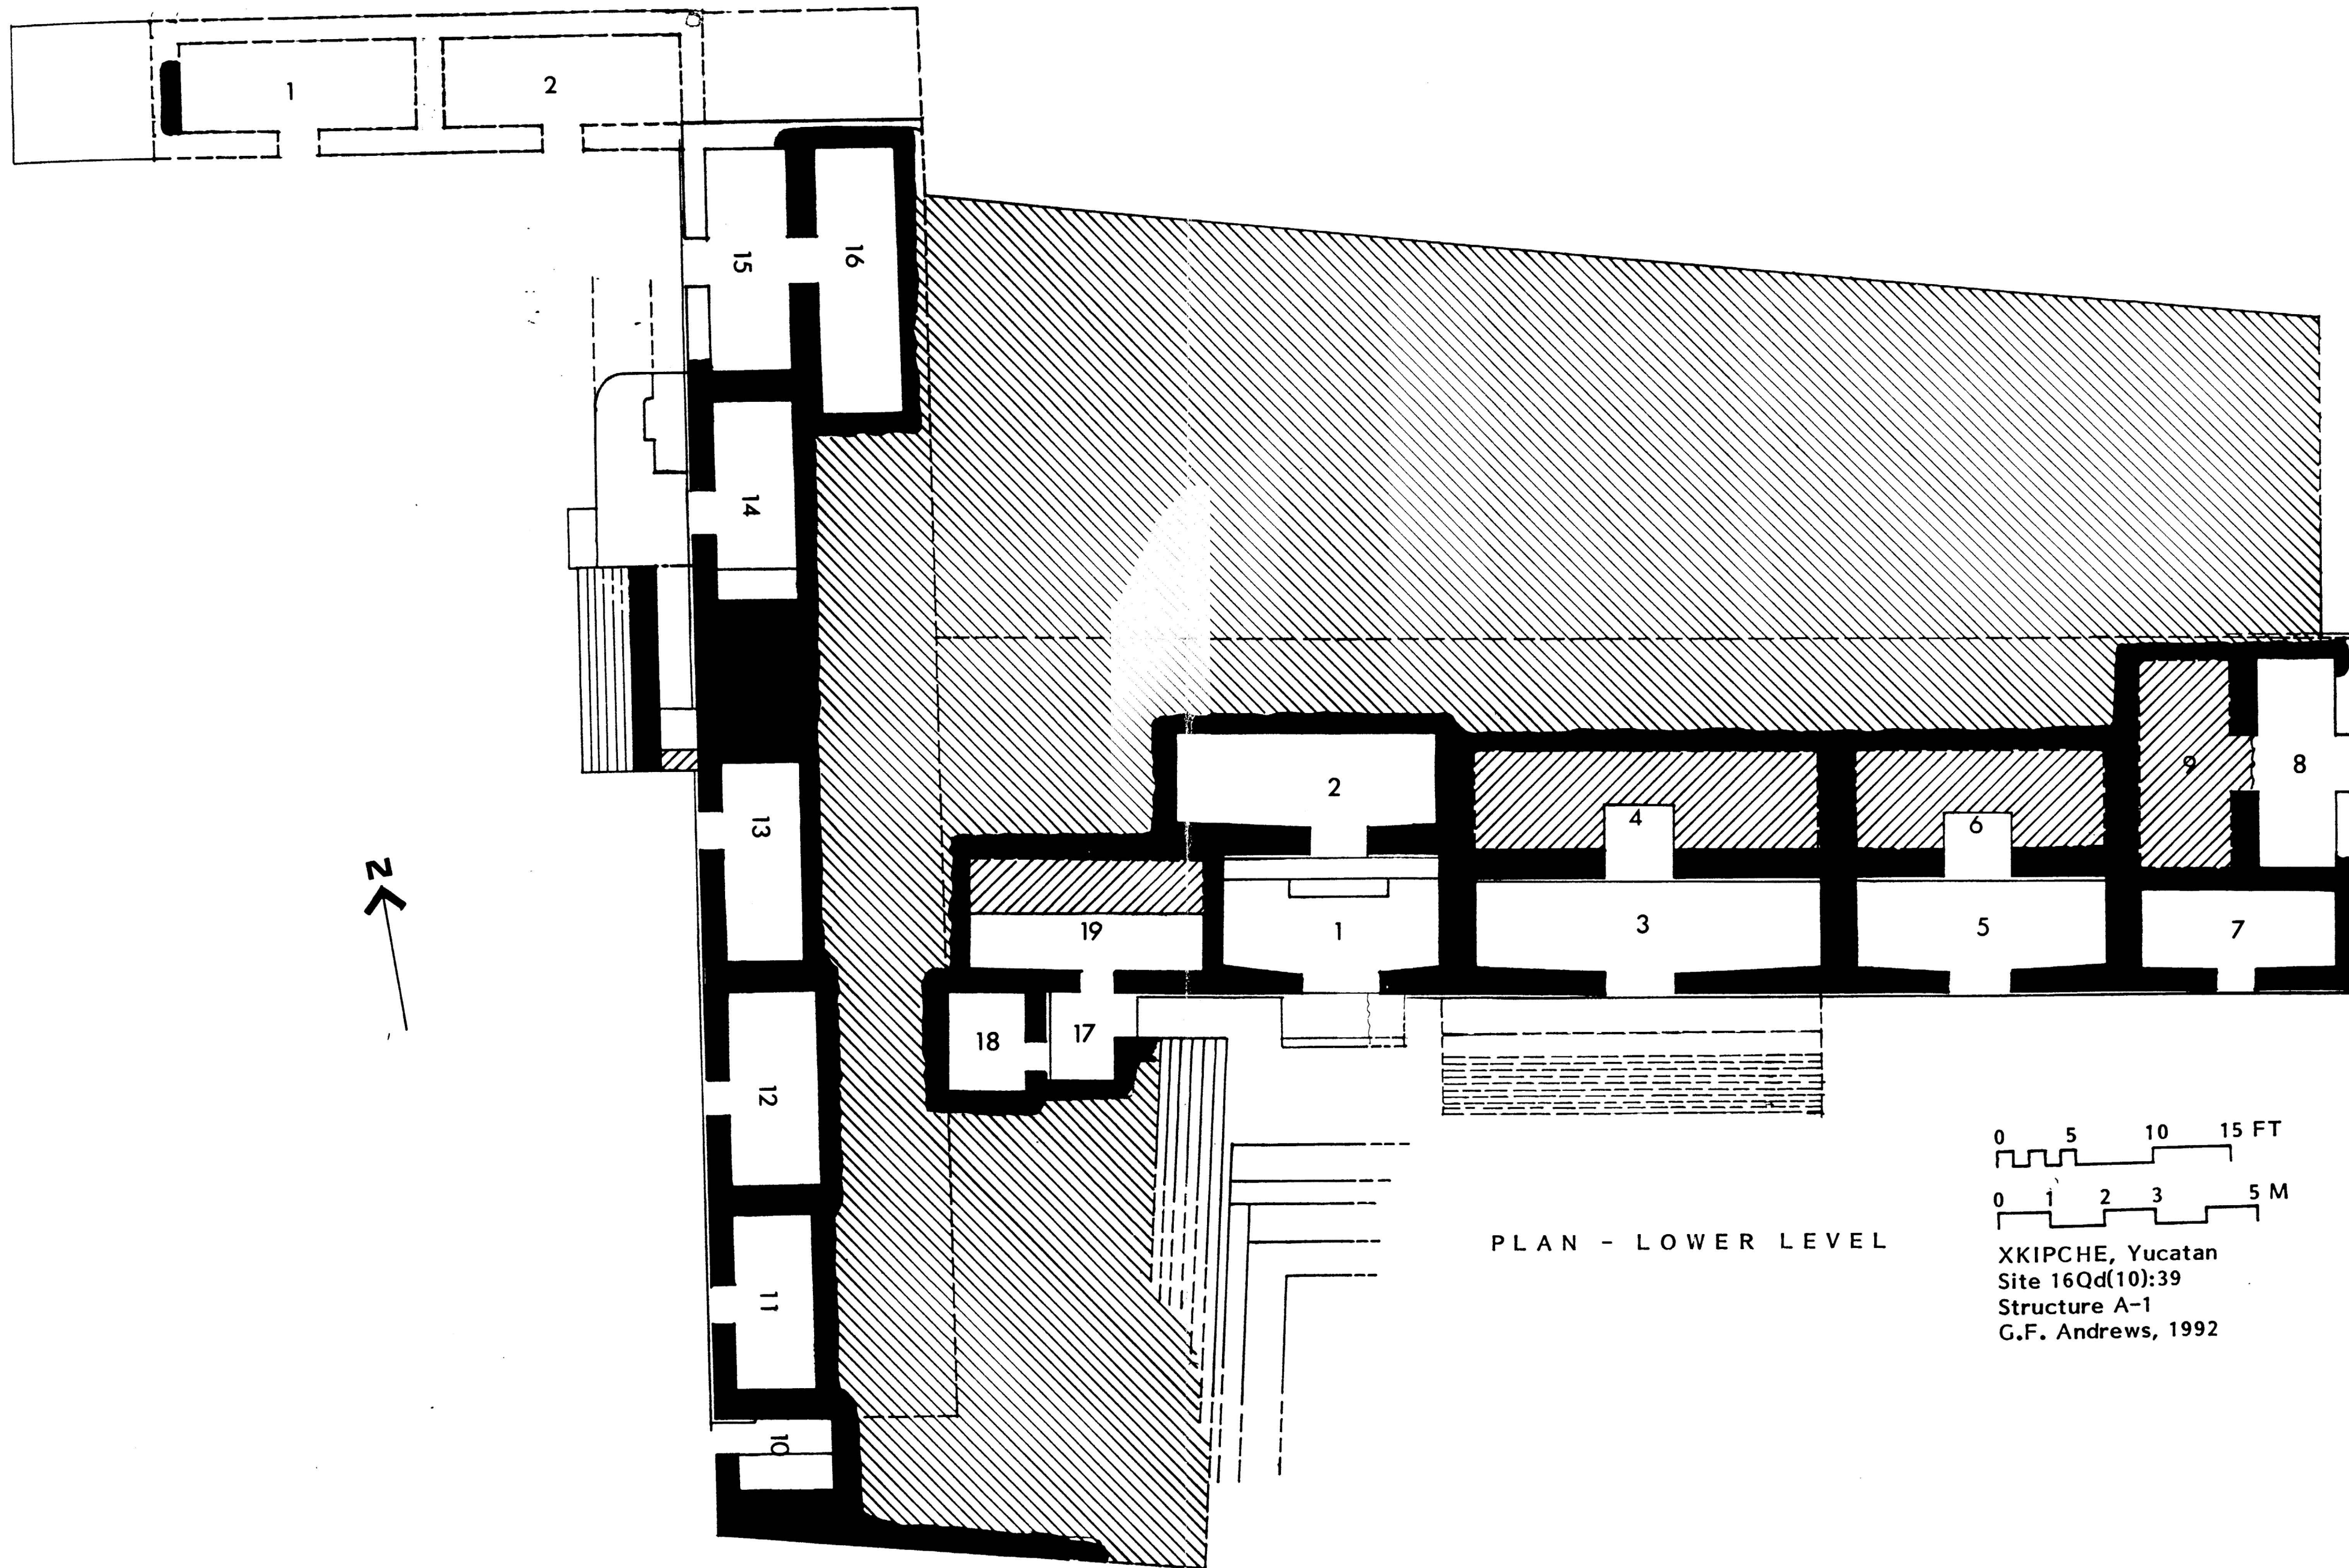 1
2
15
16
14
13
12
11
10
N
2
4
6
9
8
19
1
3
5
7
18
17
0 5 10 15 FT
0 1 2 3 5 M
PLAN - LOWER LEVEL
XKIPCHE, Yucatan
Site 16Qd(10):39
Structure A-1
G.F. Andrews, 1992